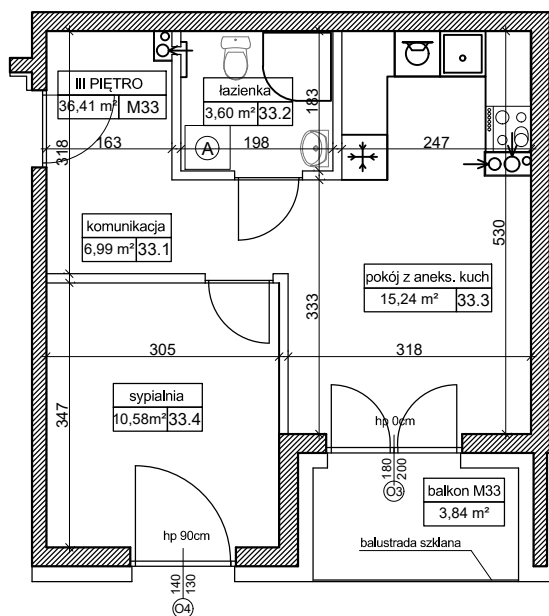 III PIĘTRO
36,41 m² M33
łazienka
3,60 m² 33.2
183
163
198
247
318
A
komunikacja
6,99 m² 33.1
530
pokój z aneks. kuch
15,24 m² 33.3
333
305
318
sypialnia
10,58m² 33.4
347
hp 0cm
180
200
O3
balkon M33
3,84 m²
hp 90cm
balustrada szklana
140
130
O4